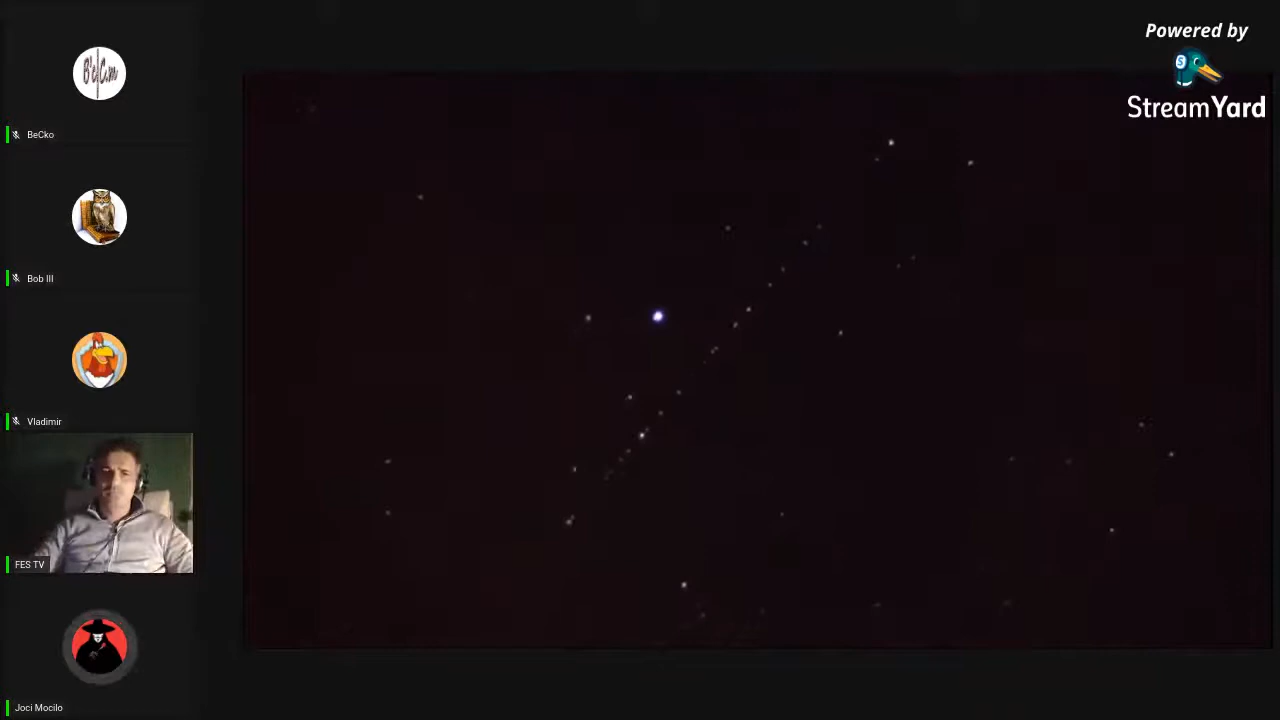 Powered by
StreamYard
BeCko
Bob III
Vladimir
FES TV
Joci Mocilo